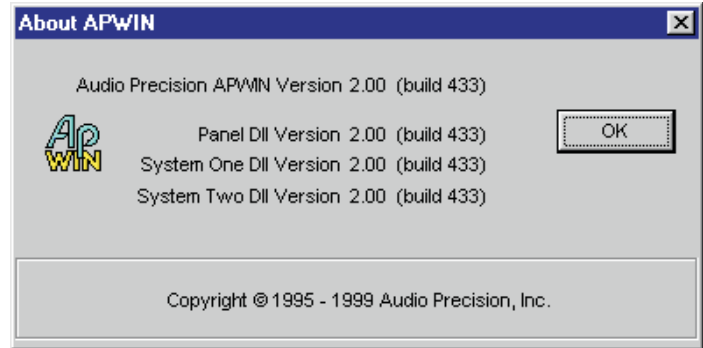 About APWIN
Audio Precision APWIN Version 2.00 (build 433)
Ap
WIN
Panel Dll Version 2.00 (build 433)
OK
System One Dll Version 2.00 (build 433)
System Two Dll Version 2.00 (build 433)
Copyright © 1995 - 1999 Audio Precision, Inc.